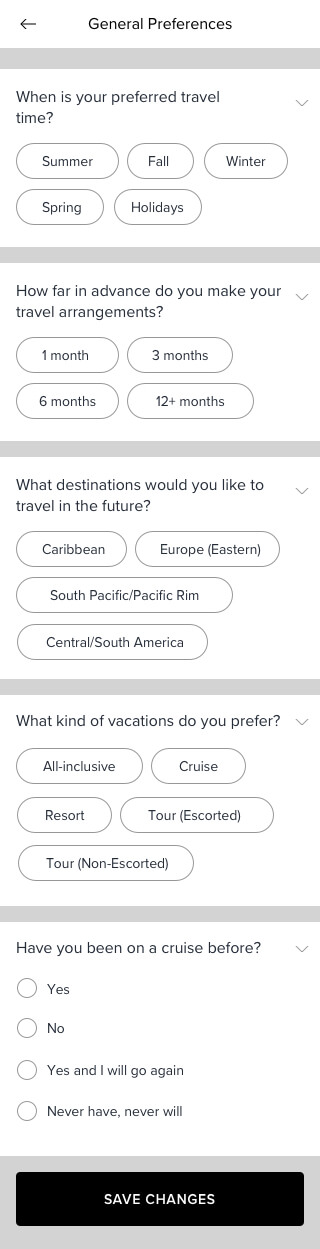 General Preferences
When is your preferred travel
time?
Summer Fall Winter
Spring Holidays
How far in advance do you make your
travel arrangements?
1 month 3 months
6 months 12+ months
What destinations would you like to
travel in the future?
Caribbean Europe (Eastern)
South Pacific/Pacific Rim
Central/South America
What kind of vacations do you prefer?
All-inclusive Cruise
Resort Tour (Escorted)
Tour (Non-Escorted)
Have you been on a cruise before?
Yes
No
Yes and I will go again
Never have, never will
SAVE CHANGES